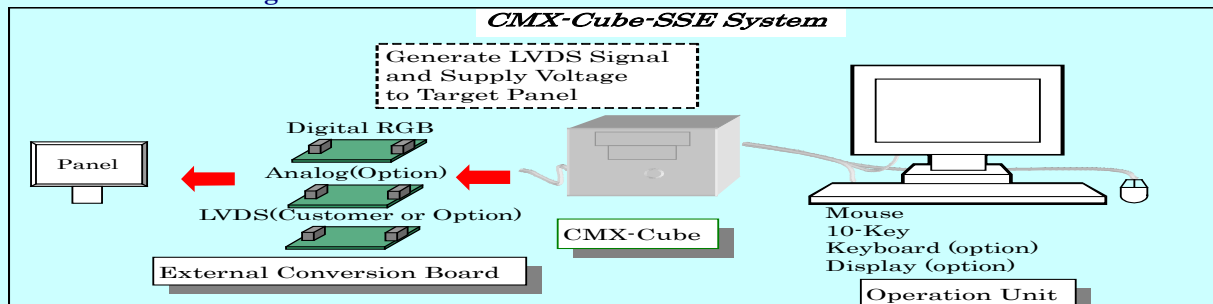 CMX-Cube-SSE System
Generate LVDS Signal
and Supply Voltage
to Target Panel
Digital RGB
Panel
Analog(Option)
LVDS(Customer or Option)
External Conversion Board
CMX-Cube
Mouse
10-Key
Keyboard (option)
Display (option)
Operation Unit